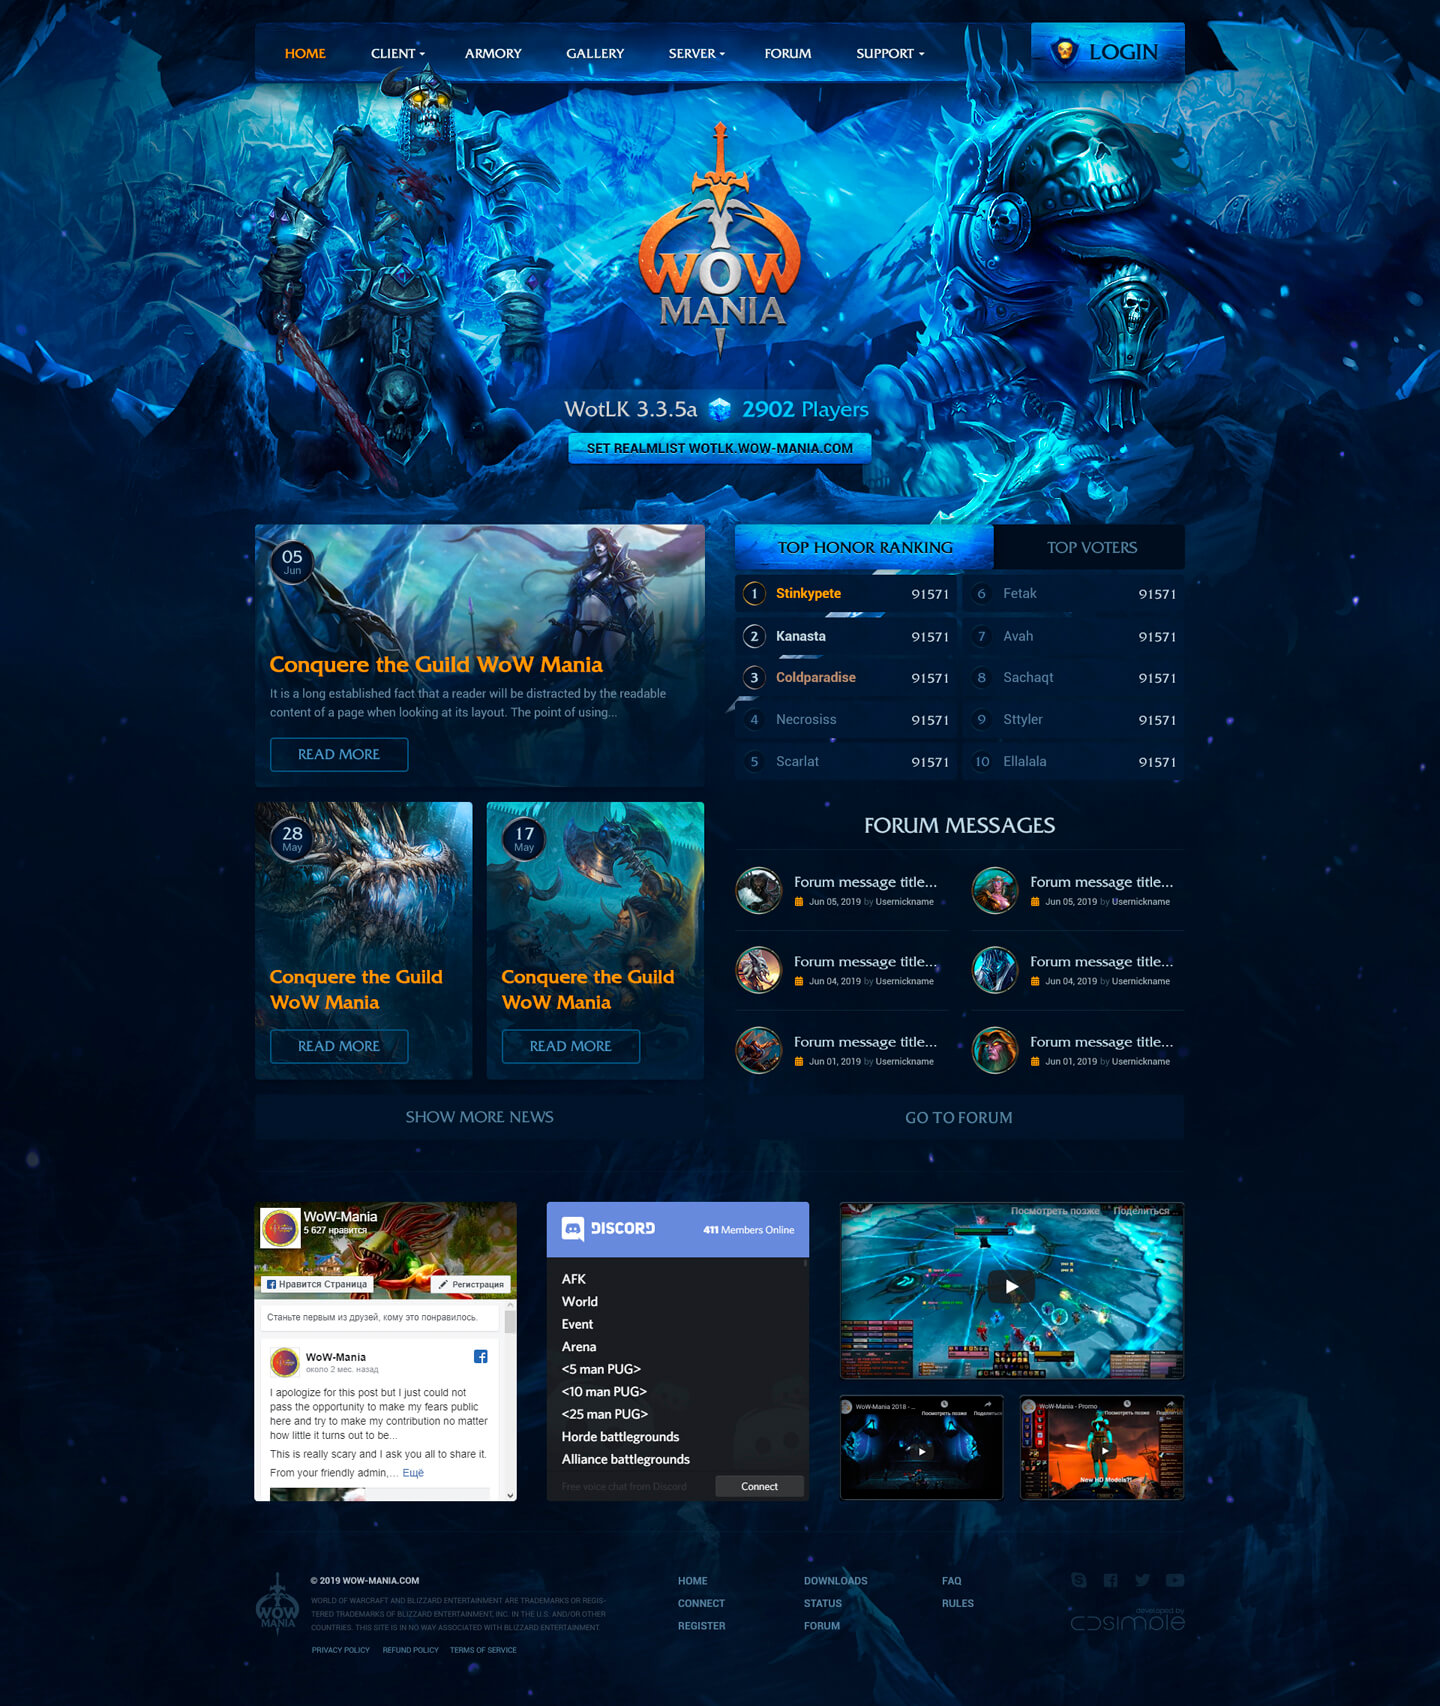 HOME CLIENT ARMORY GALLERY SERVER FORUM SUPPORT LOGIN
WOW
MANIA
WotLK 3.3.5a 2902 Players
SET REALMLIST WOTLK.WOW-MANIA.COM
05
Jun
Conquere the Guild WoW Mania
It is a long established fact that a reader will be distracted by the readable
content of a page when looking at its layout. The point of using...
READ MORE
28
May
Conquere the Guild
WoW Mania
READ MORE
17
May
Conquere the Guild
WoW Mania
READ MORE
SHOW MORE NEWS
TOP HONOR RANKING TOP VOTERS
1 Stinkypete 91571
2 Kanasta 91571
3 Coldparadise 91571
4 Necrosiss 91571
5 Scarlat 91571
6 Fetak 91571
7 Avah 91571
8 Sachaqt 91571
9 Sttyler 91571
10 Ellalala 91571
FORUM MESSAGES
Forum message title...
Jun 05, 2019 by Usernickname
Forum message title...
Jun 05, 2019 by Usernickname
Forum message title...
Jun 04, 2019 by Usernickname
Forum message title...
Jun 04, 2019 by Usernickname
Forum message title...
Jun 01, 2019 by Usernickname
Forum message title...
Jun 01, 2019 by Usernickname
GO TO FORUM
WoW-Mania
5 627 нравится
Нравится Страница Регистрация
Станьте первым из друзей, кому это понравилось.
WoW-Mania
около 2 мес. назад
I apologize for this post but I just could not
pass the opportunity to make my fears public
here and try to make my contribution no matter
how little it turns out to be...
This is really scary and I ask you all to share it.
From your friendly admin,... Ещё
DISCORD 411 Members Online
AFK
World
Event
Arena
<5 man PUG>
<10 man PUG>
<25 man PUG>
Horde battlegrounds
Alliance battlegrounds
Free voice chat from Discord Connect
Посмотреть позже Поделиться
WoW-Mania 2018 - ...
Посмотреть позже Поделиться
WoW-Mania - Promo
Посмотреть позже
New HD Models?!
WOW
MANIA
© 2019 WOW-MANIA.COM
WORLD OF WARCRAFT AND BLIZZARD ENTERTAINMENT ARE TRADEMARKS OR REGIS-
TERED TRADEMARKS OF BLIZZARD ENTERTAINMENT, INC. IN THE U.S. AND/OR OTHER
COUNTRIES. THIS SITE IS IN NO WAY ASSOCIATED WITH BLIZZARD ENTERTAINMENT.
PRIVACY POLICY REFUND POLICY TERMS OF SERVICE
HOME
CONNECT
REGISTER
DOWNLOADS
STATUS
FORUM
FAQ
RULES
developed by
simple